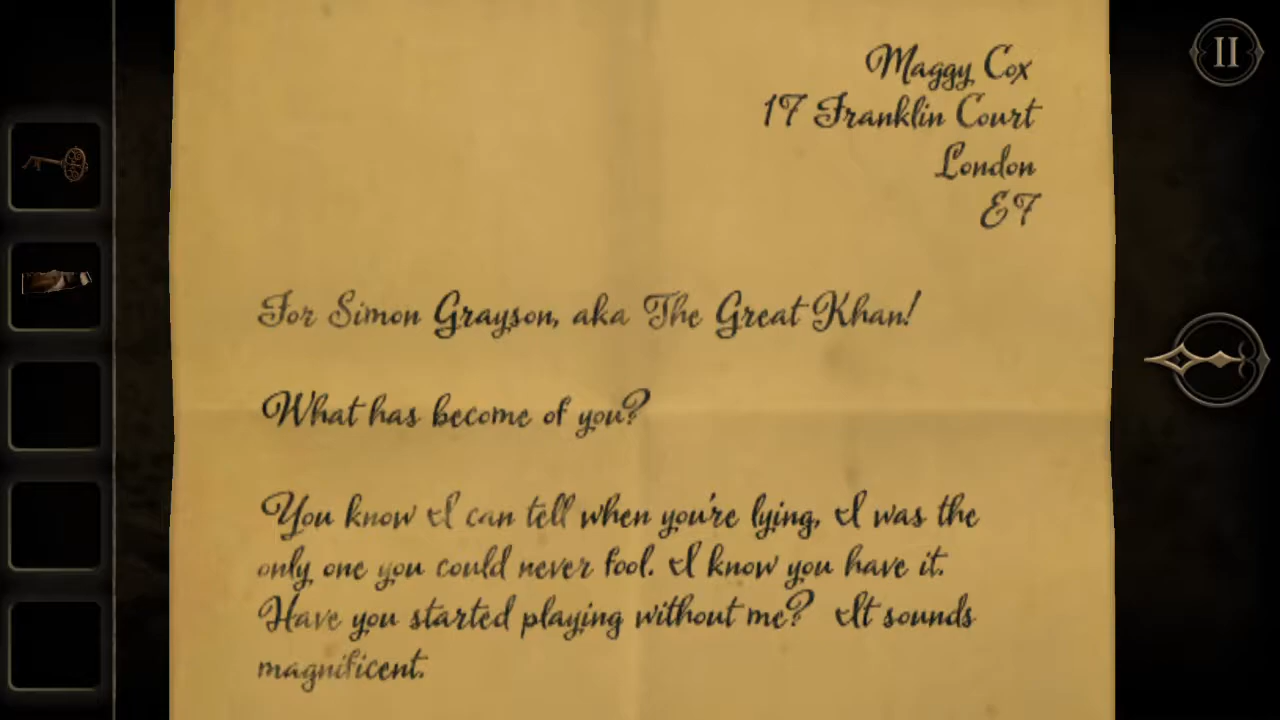 II
Maggy Cox
17 Franklin Court
London
E7
For Simon Grayson, aka The Great Khan!
What has become of you?
You know I can tell when you're lying, I was the
only one you could never fool. I know you have it.
Have you started playing without me? It sounds
magnificent.